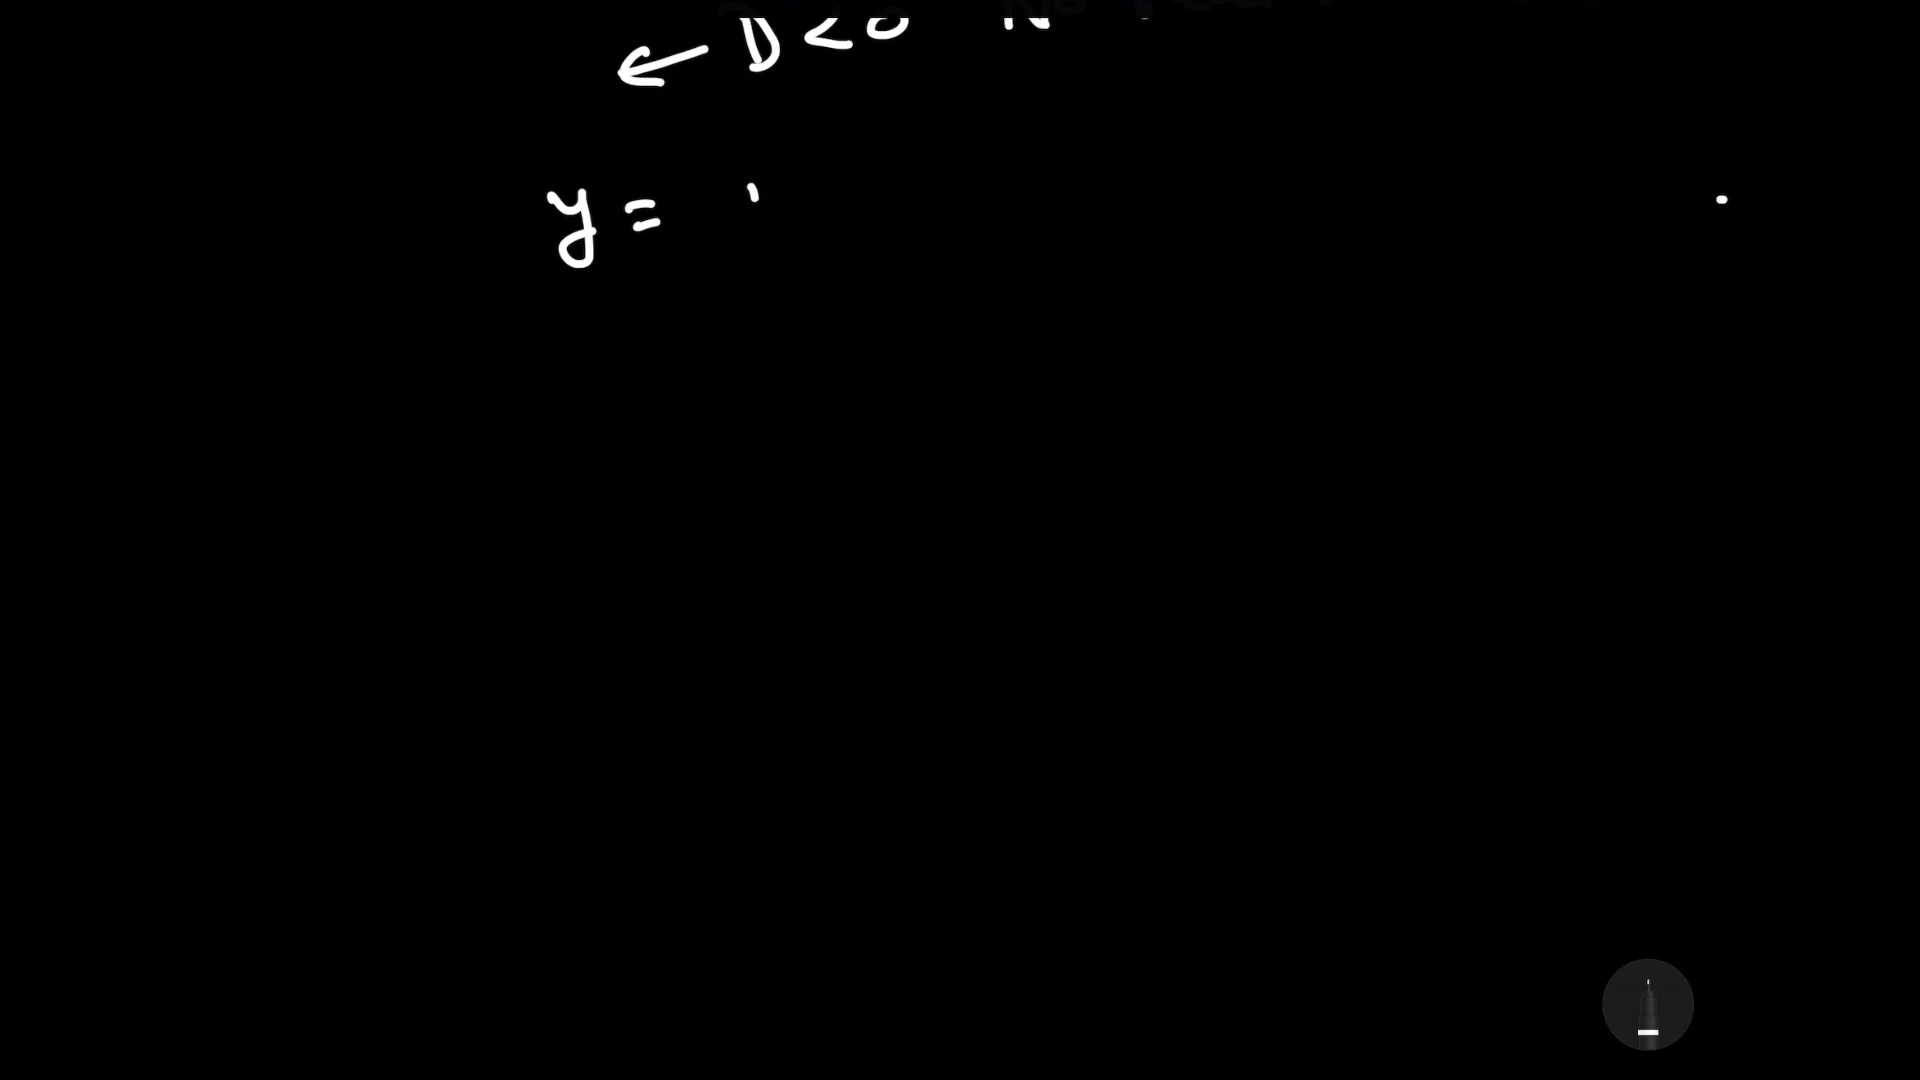 ← D<0
y =